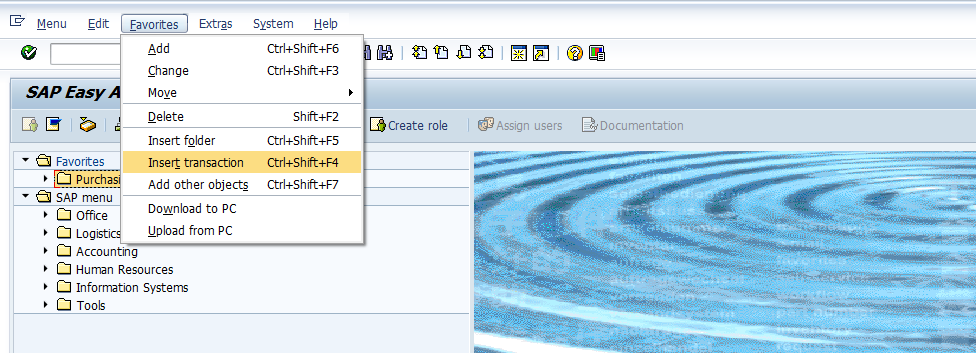 Menu Edit Favorites Extras System Help
Add Ctrl+Shift+F6
Change Ctrl+Shift+F3
Move
Delete Shift+F2
Insert folder Ctrl+Shift+F5
Insert transaction Ctrl+Shift+F4
Add other objects Ctrl+Shift+F7
Download to PC
Upload from PC
SAP Easy A
Create role Assign users Documentation
Favorites
Purchasi
SAP menu
Office
Logistics
Accounting
Human Resources
Information Systems
Tools